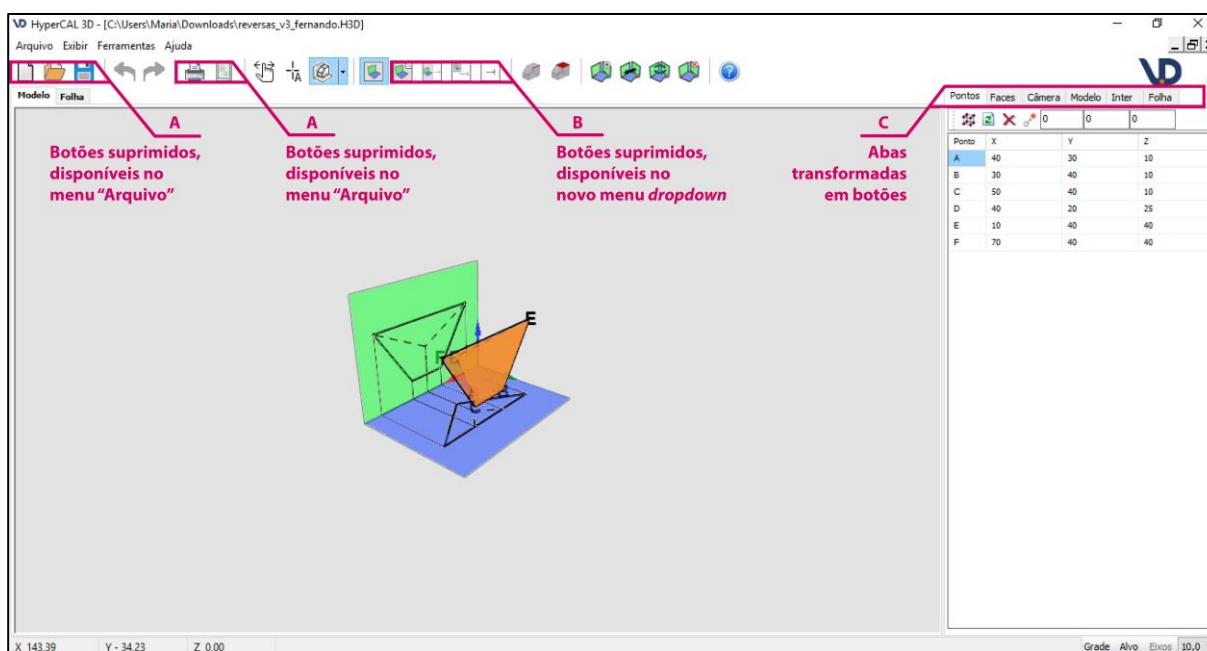 HyperCAL 3D - [C:\Users\Maria\Downloads\reversas_v3_fernando.H3D]
Arquivo Exibir Ferramentas Ajuda
Modelo Folha
A
Botões suprimidos,
disponíveis no
menu “Arquivo”
A
Botões suprimidos,
disponíveis no
menu “Arquivo”
B
Botões suprimidos,
disponíveis no
novo menu dropdown
C
Abas
transformadas
em botões
Pontos Faces Câmera Modelo Inter Folha
0 0 0
Ponto X Y Z
A 40 30 10
B 30 40 10
C 50 40 10
D 40 20 25
E 10 40 40
F 70 40 40
E
X 143.39 Y - 34.23 Z 0.00
Grade Alvo Eixos 10,0